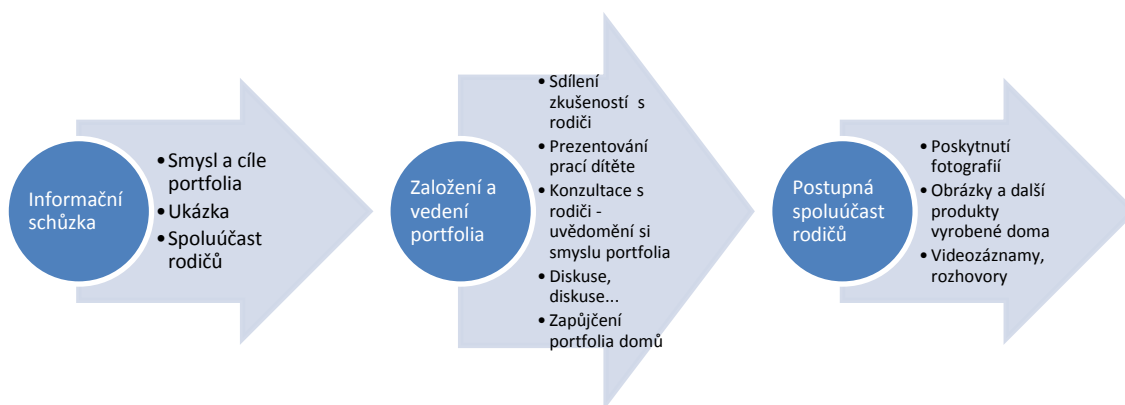 Informační
schůzka
• Smysl a cíle
portfolia
• Ukázka
• Spoluúčast
rodičů
Založení a
vedení
portfolia
• Sdílení
zkušeností s
rodiči
• Prezentování
prací dítěte
• Konzultace s
rodiči -
uvědomění si
smyslu portfolia
• Diskuse,
diskuse...
• Zapůjčení
portfolia domů
Postupná
spoluúčast
rodičů
• Poskytnutí
fotografií
• Obrázky a další
produkty
vyrobené doma
• Videozáznamy,
rozhovory